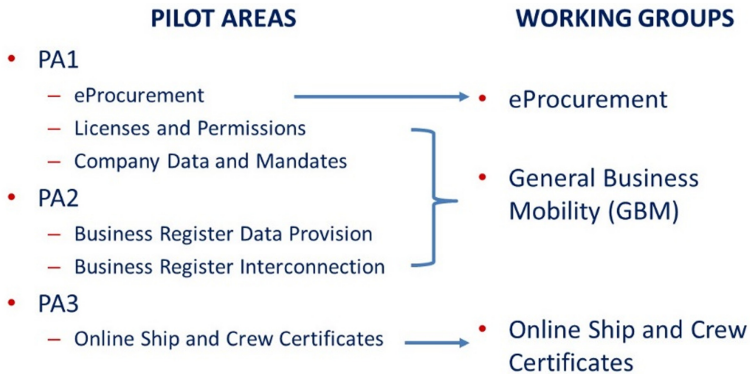 PILOT AREAS
WORKING GROUPS
• PA1
– eProcurement
– Licenses and Permissions
– Company Data and Mandates
• PA2
– Business Register Data Provision
– Business Register Interconnection
• PA3
– Online Ship and Crew Certificates
• eProcurement
• General Business
Mobility (GBM)
• Online Ship and Crew
Certificates